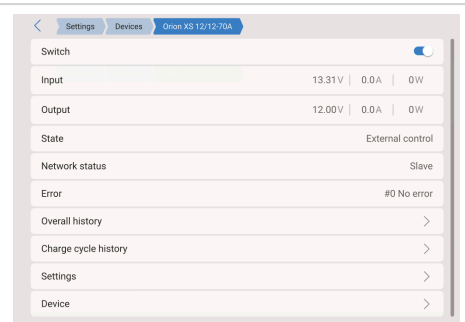 Settings Devices Orion XS 12/12-70A
Switch
Input 13.31V 0.0A 0W
Output 12.00V 0.0A 0W
State External control
Network status Slave
Error #0 No error
Overall history
Charge cycle history
Settings
Device